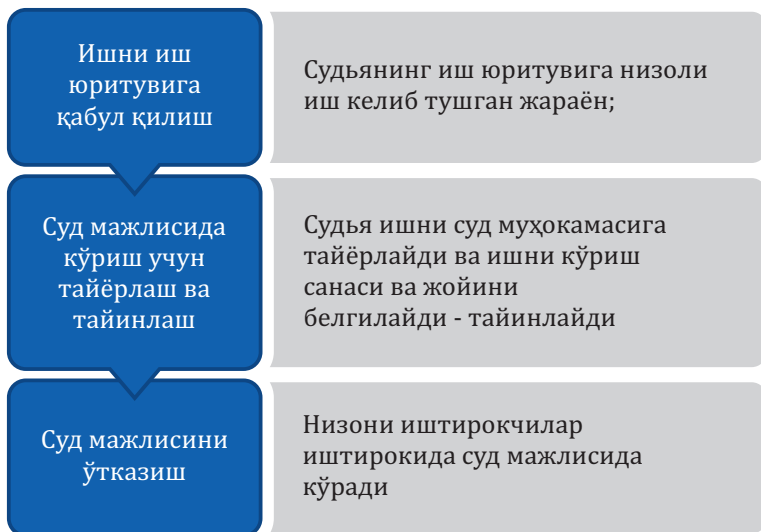 Ишни иш
юритувига
қабул қилиш
Судьянинг иш юритувига низоли
иш келиб тушган жараён;
Суд мажлисида
кўриш учун
тайёрлаш ва
тайинлаш
Судья ишни суд муҳокамасига
тайёрлайди ва ишни кўриш
санаси ва жойини
белгилайди - тайинлайди
Суд мажлисини
ўтказиш
Низони иштирокчилар
иштирокида суд мажлисида
кўради